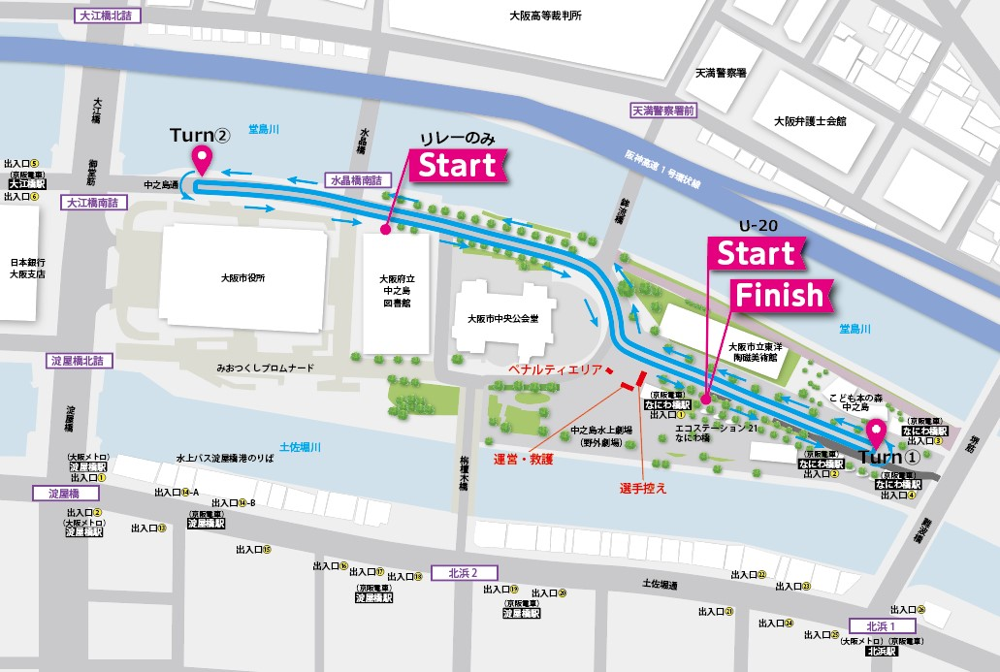 大江橋北詰
大阪高等裁判所
天満警察署
天満警察署前
大阪弁護士会館
大江橋
堂島川
水晶橋
Turn②
リレーのみ
Start
阪神高速1号環状線
出入口⑤
(京阪電車)
大江橋駅
出入口⑥
御堂筋
中之島通
水晶橋南詰
大江橋南詰
鉾流橋
U-20
Start
Finish
日本銀行
大阪支店
大阪市役所
大阪府立
中之島
図書館
大阪市中央公会堂
大阪市立東洋
陶磁美術館
堂島川
淀屋橋北詰
みおつくしプロムナード
ペナルティエリア
(京阪電車)
なにわ橋駅
出入口①
こども本の森
中之島
淀屋橋
土佐堀川
中之島水上劇場
(野外劇場)
エコステーション21
なにわ橋
(京阪電車)
なにわ橋駅
出入口③
堺筋
Turn①
(大阪メトロ)
淀屋橋駅
出入口①
水上バス淀屋橋港のりば
運営・救護
栴檀木橋
(京阪電車)
なにわ橋駅
出入口②
(京阪電車)
なにわ橋駅
出入口④
選手控え
淀屋橋
出入口⑭-A
出入口⑭-B
出入口②
(大阪メトロ)
淀屋橋駅
出入口⑬
(京阪電車)
淀屋橋駅
難波橋
出入口⑮
出入口⑯
出入口⑰
出入口⑱
(京阪電車)
淀屋橋駅
北浜2
出入口⑲
出入口⑳
(京阪電車)
淀屋橋駅
土佐堀通
出入口㉒
出入口㉓
出入口㉑
出入口㉔
出入口㉕
出入口㉖
北浜1
(大阪メトロ)(京阪電車)
北浜駅